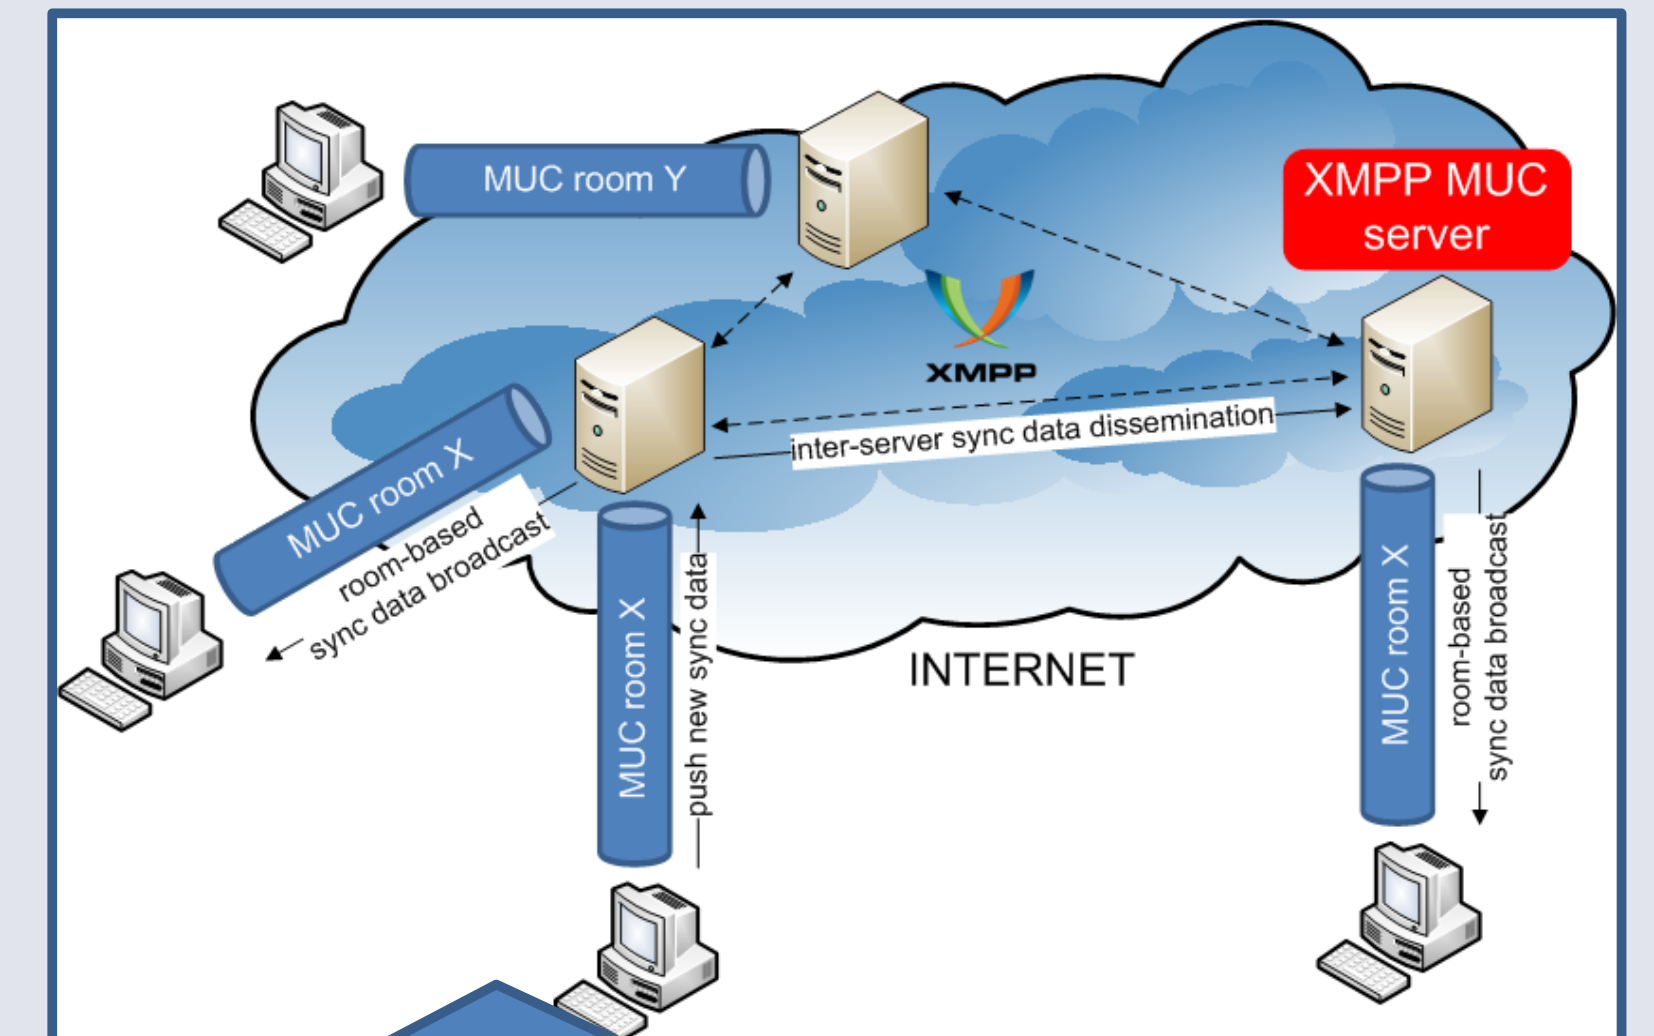 MUC room Y
XMPP MUC
server
XMPP
inter-server sync data dissemination
MUC room X
room-based
sync data broadcast
MUC room X
push new sync data
MUC room X
room-based
sync data broadcast
INTERNET